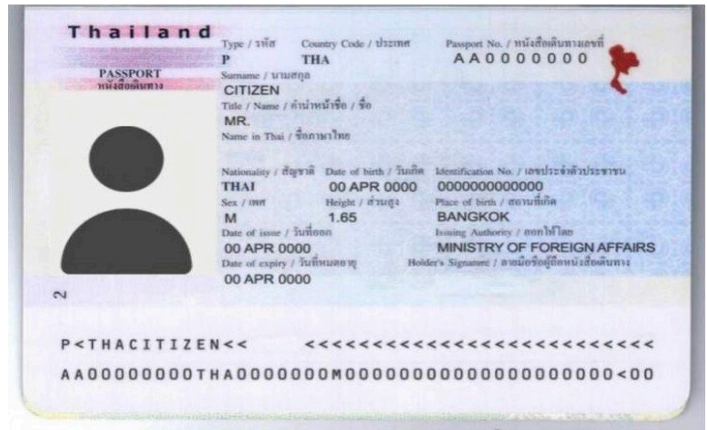 Thailand
Type / รหัส Country Code / ประเทศ Passport No. / หนังสือเดินทางเลขที่
P THA AA0000000
PASSPORT
หนังสือเดินทาง
Surname / นามสกุล
CITIZEN
Title / Name / คำนำหน้าชื่อ / ชื่อ
MR.
Name in Thai / ชื่อภาษาไทย
Nationality / สัญชาติ Date of birth / วันเกิด Identification No. / เลขประจำตัวประชาชน
THAI 00 APR 0000 0000000000000
Sex / เพศ Height / ส่วนสูง Place of birth / สถานที่เกิด
M 1.65 BANGKOK
Date of issue / วันที่ออก Issuing Authority / ออกให้โดย
00 APR 0000 MINISTRY OF FOREIGN AFFAIRS
Date of expiry / วันที่หมดอายุ Holder's Signature / ลายมือชื่อผู้ถือหนังสือเดินทาง
00 APR 0000
2
P<THACITIZEN<< <<<<<<<<<<<<<<<<<<<<<<<<<<
AA00000000THA0000000M00000000000000000000000<00